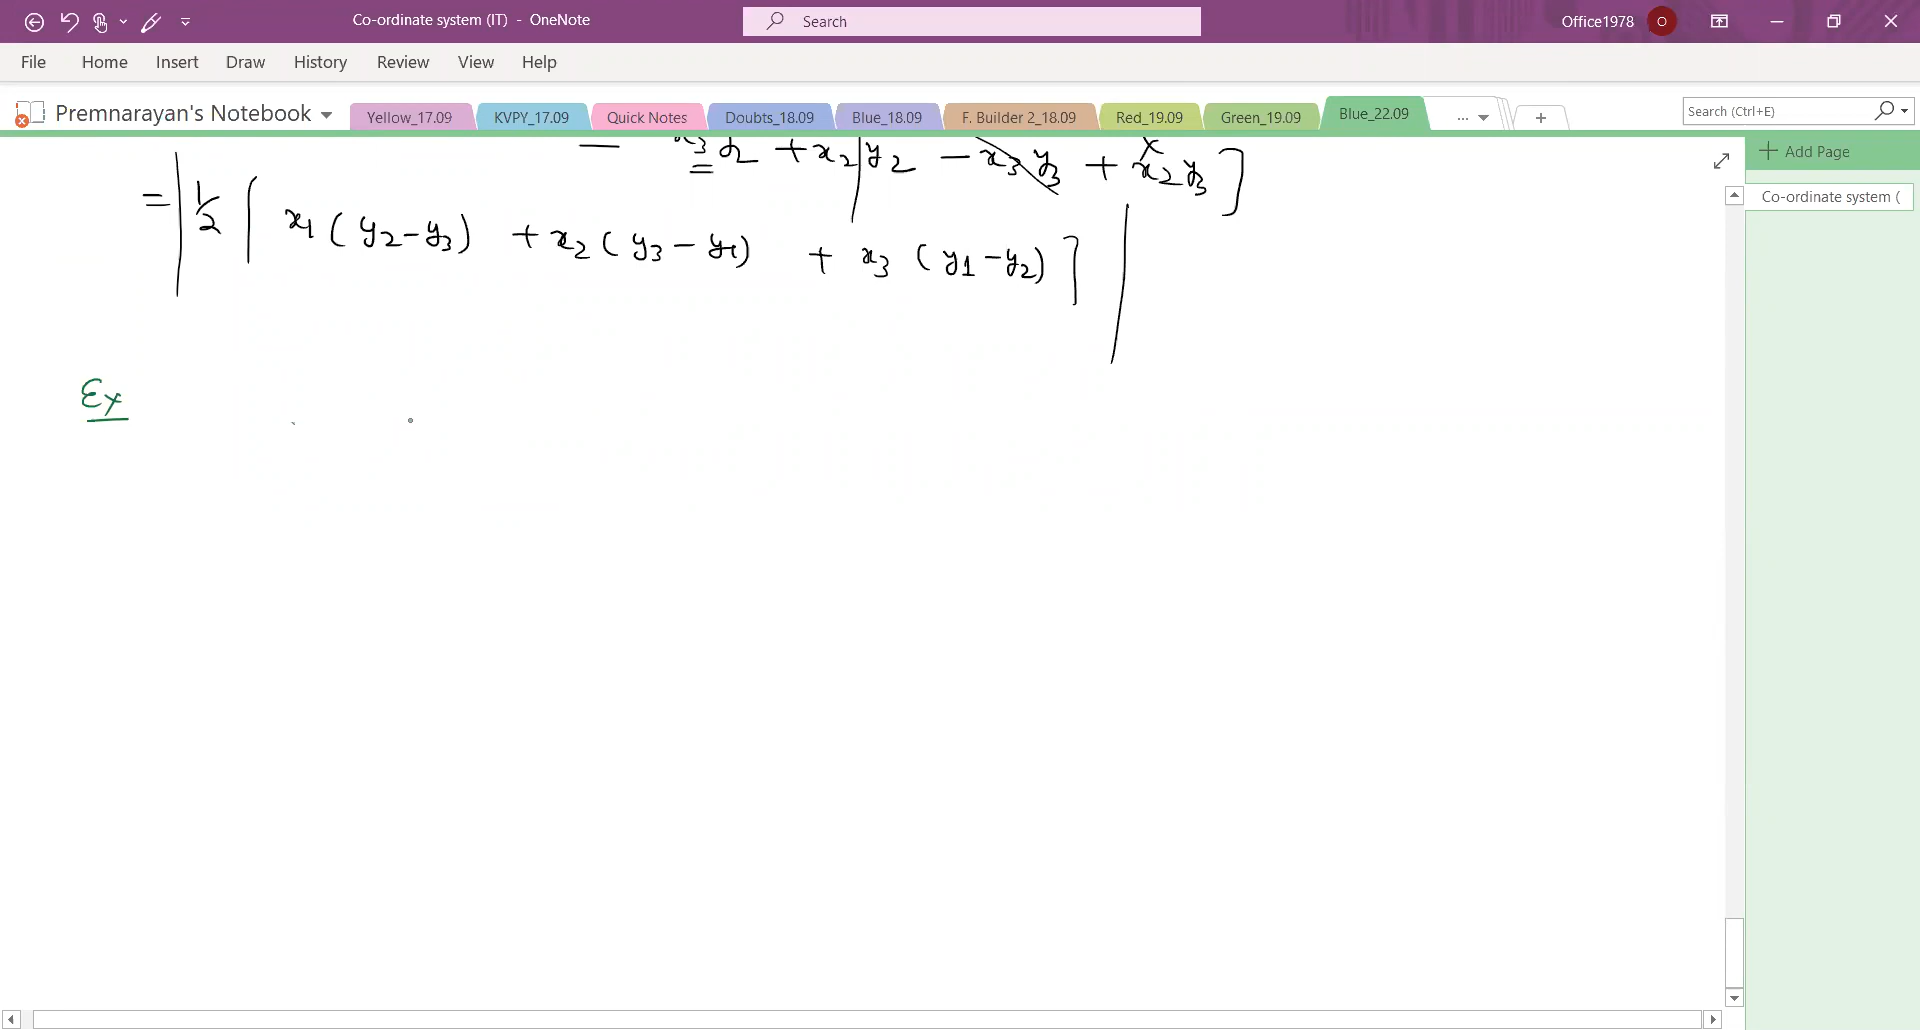 Co-ordinate system (IT) - OneNote
Search
Office1978
O
File Home Insert Draw History Review View Help
Premnarayan's Notebook
Yellow_17.09
KVPY_17.09
Quick Notes
Doubts_18.09
Blue_18.09
F. Builder 2_18.09
Red_19.09
Green_19.09
Blue_22.09
...
+
Search (Ctrl+E)
+ Add Page
Co-ordinate system (
+ x₂y₂ - x₃y₃ + x₂y₃ ]
= | 1/2 [ x₁(y₂-y₃) + x₂(y₃-y₁) + x₃(y₁-y₂) ] |
Ex